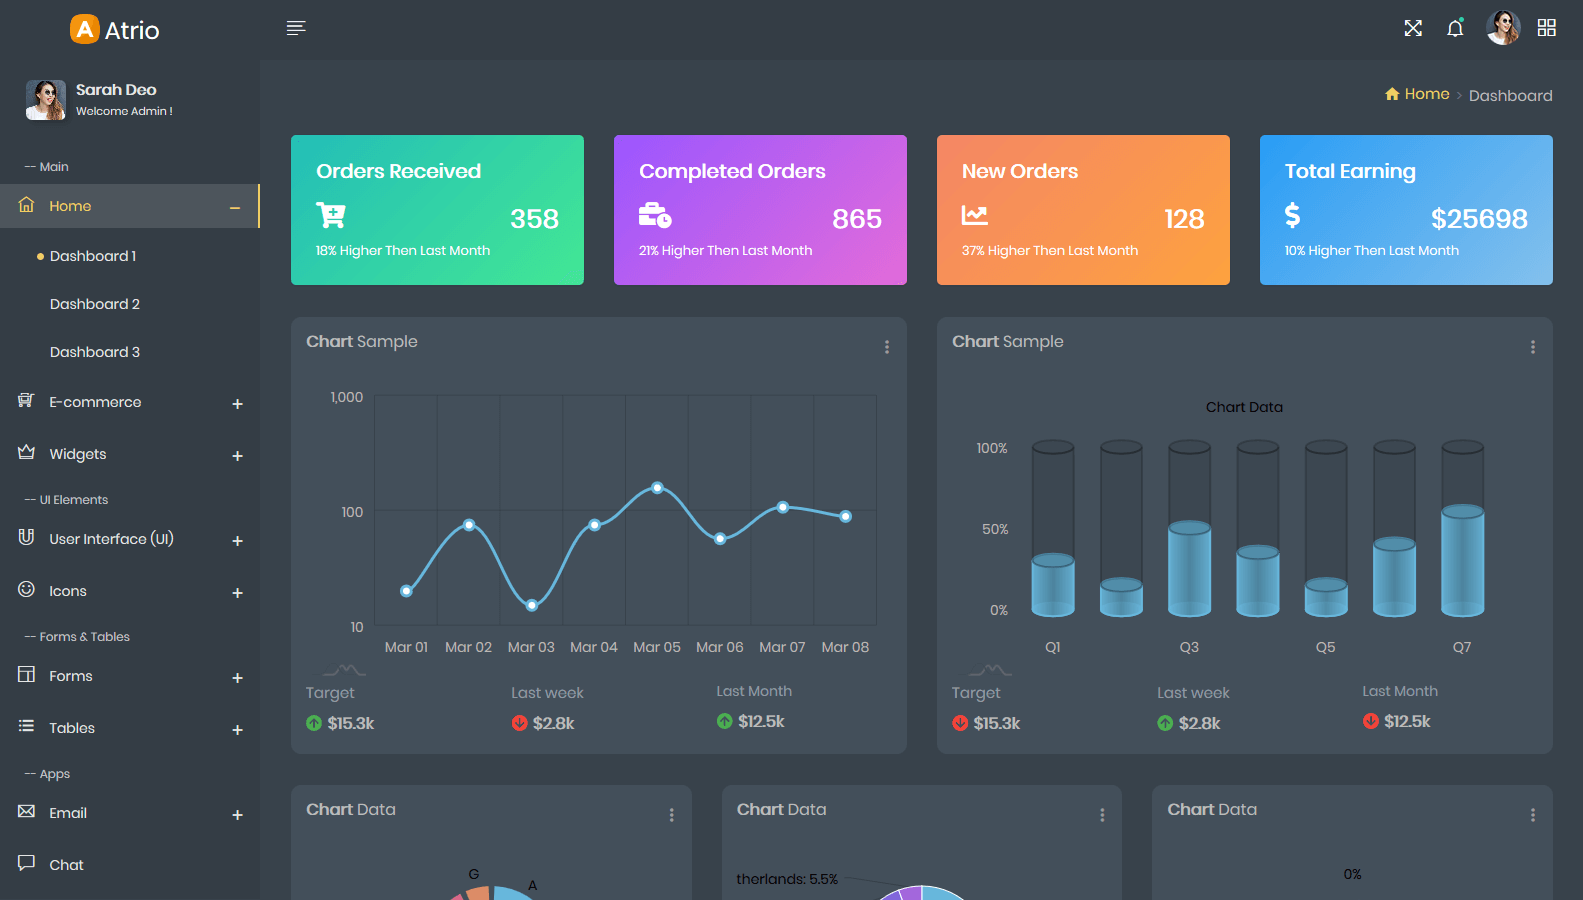 A Atrio
Sarah Deo
Welcome Admin !
-- Main
Home
Dashboard 1
Dashboard 2
Dashboard 3
E-commerce
Widgets
-- UI Elements
User Interface (UI)
Icons
-- Forms & Tables
Forms
Tables
-- Apps
Email
Chat
Home > Dashboard
Orders Received
358
18% Higher Then Last Month
Completed Orders
865
21% Higher Then Last Month
New Orders
128
37% Higher Then Last Month
Total Earning
$25698
10% Higher Then Last Month
Chart Sample
1,000
100
10
Mar 01 Mar 02 Mar 03 Mar 04 Mar 05 Mar 06 Mar 07 Mar 08
Target Last week Last Month
$15.3k $2.8k $12.5k
Chart Sample
Chart Data
100%
50%
0%
Q1 Q3 Q5 Q7
Target Last week Last Month
$15.3k $2.8k $12.5k
Chart Data
G
A
Chart Data
therlands: 5.5%
Chart Data
0%